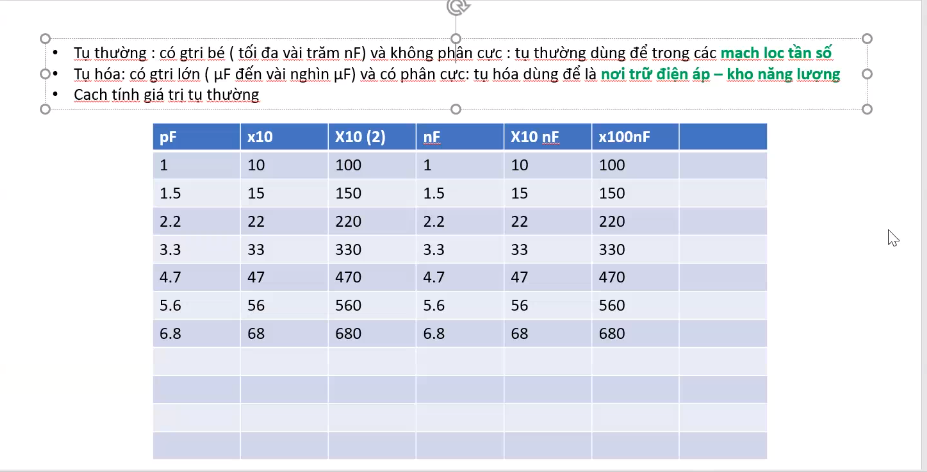 • Tụ thường : có gtri bé ( tối đa vài trăm nF) và không phân cực : tụ thường dùng để trong các mạch lọc tần số
• Tụ hóa: có gtri lớn ( μF đến vài nghìn μF) và có phân cực: tụ hóa dùng để là nơi trữ điện áp – kho năng lượng
• Cach tính giá trị tụ thường
pF x10 X10 (2) nF X10 nF x100nF
1 10 100 1 10 100
1.5 15 150 1.5 15 150
2.2 22 220 2.2 22 220
3.3 33 330 3.3 33 330
4.7 47 470 4.7 47 470
5.6 56 560 5.6 56 560
6.8 68 680 6.8 68 680